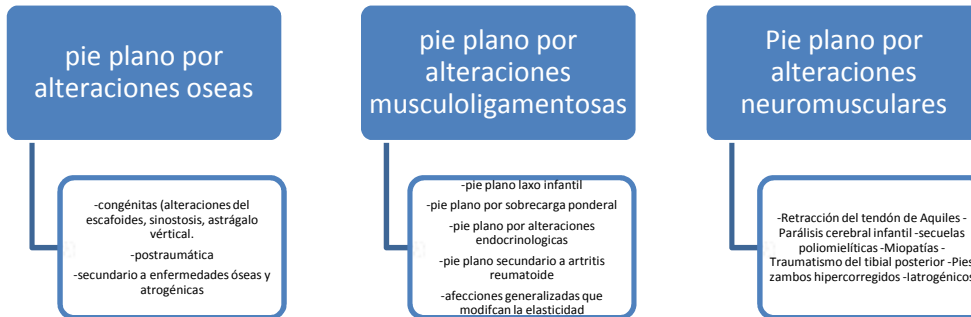 pie plano por
alteraciones oseas
-congénitas (alteraciones del
escafoides, sinostosis, astrágalo
vértical.
-postraumática
-secundario a enfermedades óseas y
atrogénicas
pie plano por
alteraciones
musculoligamentosas
-pie plano laxo infantil
-pie plano por sobrecarga ponderal
-pie plano por alteraciones
endocrinologicas
-pie plano secundario a artritis
reumatoide
-afecciones generalizadas que
modifcan la elasticidad
Pie plano por
alteraciones
neuromusculares
-Retracción del tendón de Aquiles -
Parálisis cerebral infantil -secuelas
poliomielíticas -Miopatías -
Traumatismo del tibial posterior -Pies
zambos hipercorregidos -Iatrogénicos